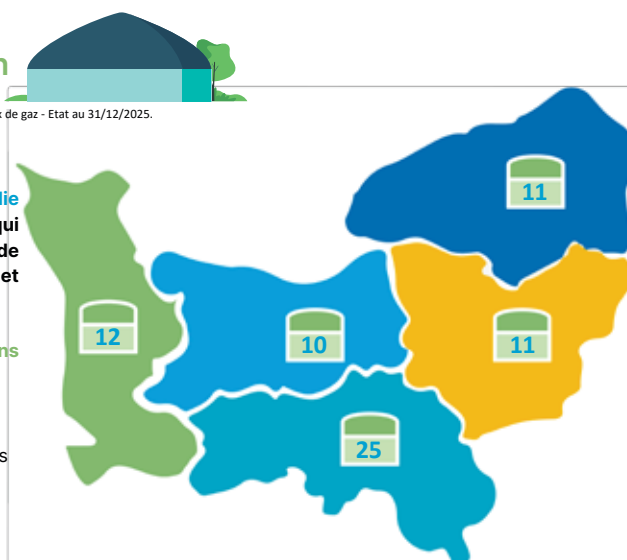 n
x de gaz - Etat au 31/12/2025.
die
qui
de
et
ns
s
11
12
10
11
25